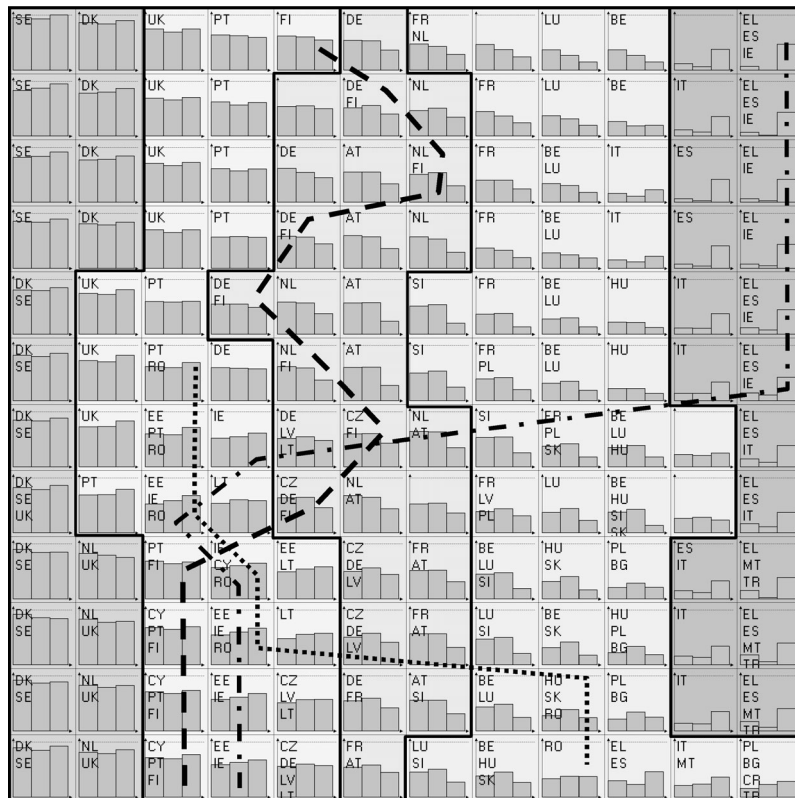 SE DK UK PT FI DE FR LU BE EL
NL ES
IE
SE DK UK PT DE NL FR LU BE IT EL
FI ES
IE
SE DK UK PT DE AT NL FR BE IT ES EL
FI LU IE
SE DK UK PT DE AT NL FR BE IT ES EL
FI LU IE
DK UK PT DE NL AT SI FR BE HU IT EL
SE FI LU ES
IE
DK UK PT DE NL AT SI FR BE HU IT EL
SE RO FI PL LU ES
IE
DK UK EE IE DE CZ NL SI FR BE EL
SE PT LV FI AT PL LU ES
RO LT SK HU IT
DK PT EE LT CZ NL FR LU BE EL
SE IE DE AT LV HU ES
UK RO FI PL SI IT
SK
DK NL PT IE EE CZ FR BE HU PL ES EL
SE UK FI CY LT DE AT LU SK BG IT MT
RO LV SI TR
DK NL CY EE LT CZ FR LU BE HU IT EL
SE UK PT IE DE AT SI SK PL ES
FI RO LV BG MT
TR
DK NL CY EE CZ DE AT BE HU PL IT EL
SE UK PT IE LV FR SI LU SK BG ES
FI LT RO MT
TR
DK NL CY EE CZ FR LU BE RO EL IT PL
SE UK PT IE DE AT SI HU ES MT BG
FI LV SK CR
LT TR